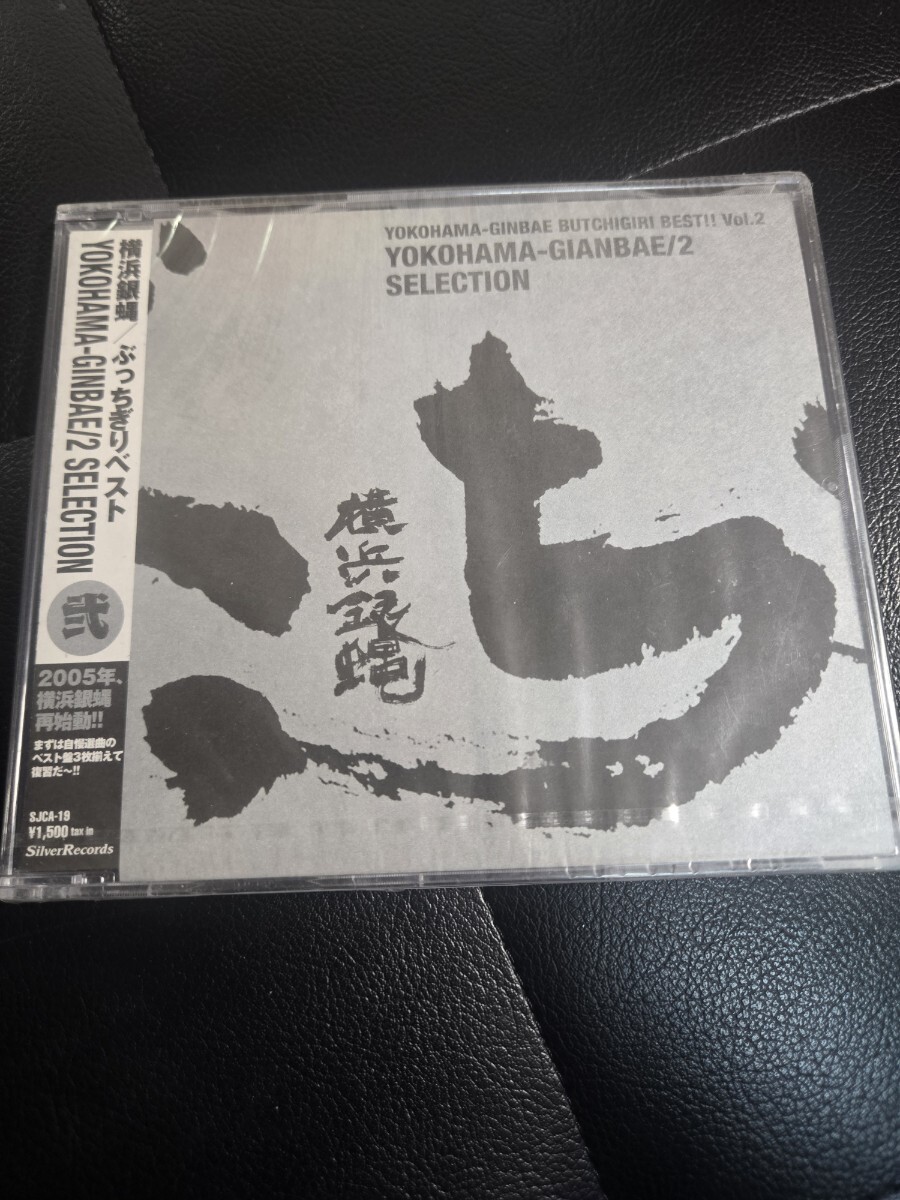 YOKOHAMA-GINBAE BUTCHIGIRI BEST!! Vol.2
YOKOHAMA-GIANBAE/2
SELECTION
横浜銀蝿
横浜銀蝿/ぶっちぎりベスト
YOKOHAMA-GINBAE/2 SELECTION
弐
2005年、
横浜銀蝿
再始動!!
まずは自慢選曲の
ベスト盤3枚揃えて
復習だ〜!!
SJCA-19
¥1,500 tax in
SilverRecords